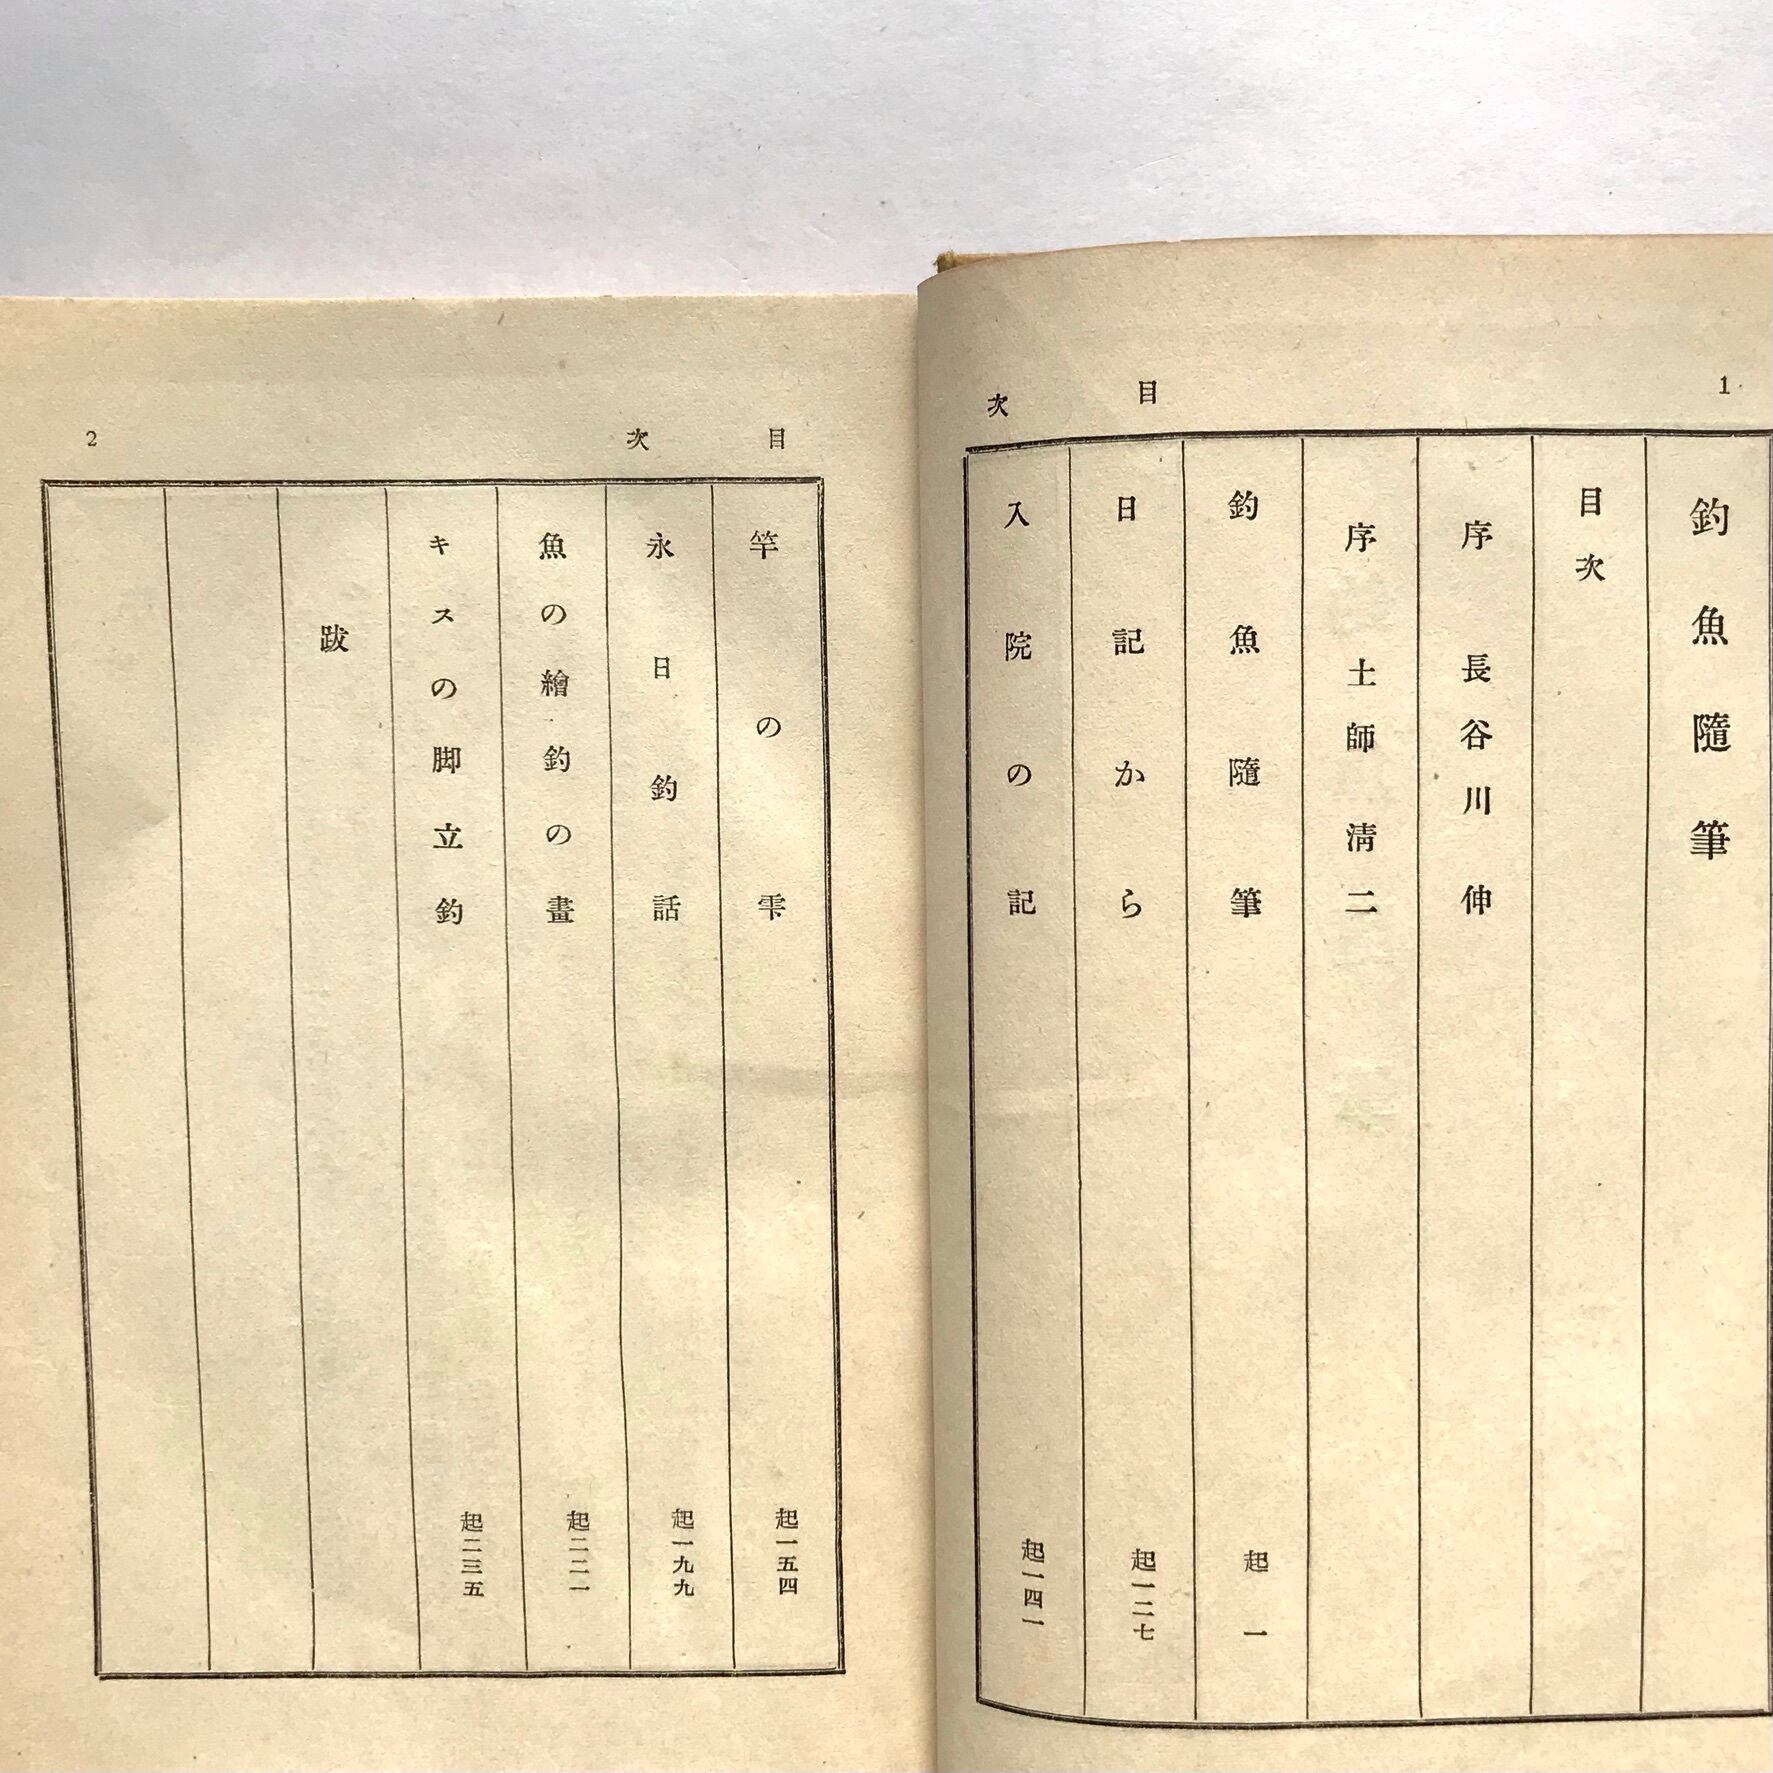 目次 1
釣魚隨筆
目次
序 長谷川伸
序 土師淸二
釣魚隨筆 起一
日記から 起一二七
入院の記 起一四一
目次 2
竿の雫 起一五四
永日釣話 起一九九
魚の繪釣の畫 起二二一
キスの脚立釣 起二三五
跋